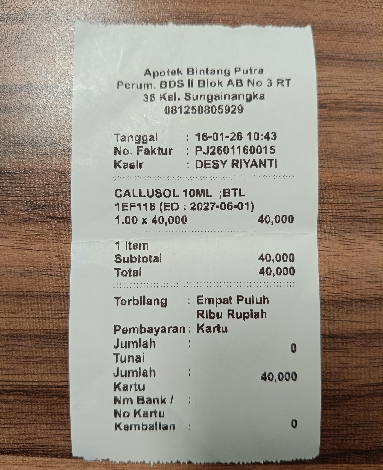 Apotek Bintang Putra
Perum. BDS II Blok AB No 3 RT
36 Kel. Sungainangka
081250805929
Tanggal : 16-01-26 10:43
No. Faktur : PJ2601160015
Kasir : DESY RIYANTI
CALLUSOL 10ML ;BTL
1EF116 (ED : 2027-06-01)
1.00 x 40,000 40,000
1 Item
Subtotal 40,000
Total 40,000
Terbilang : Empat Puluh
Ribu Rupiah
Pembayaran : Kartu
Jumlah : 0
Tunai
Jumlah : 40,000
Kartu
Nm Bank / :
No Kartu
Kembalian : 0